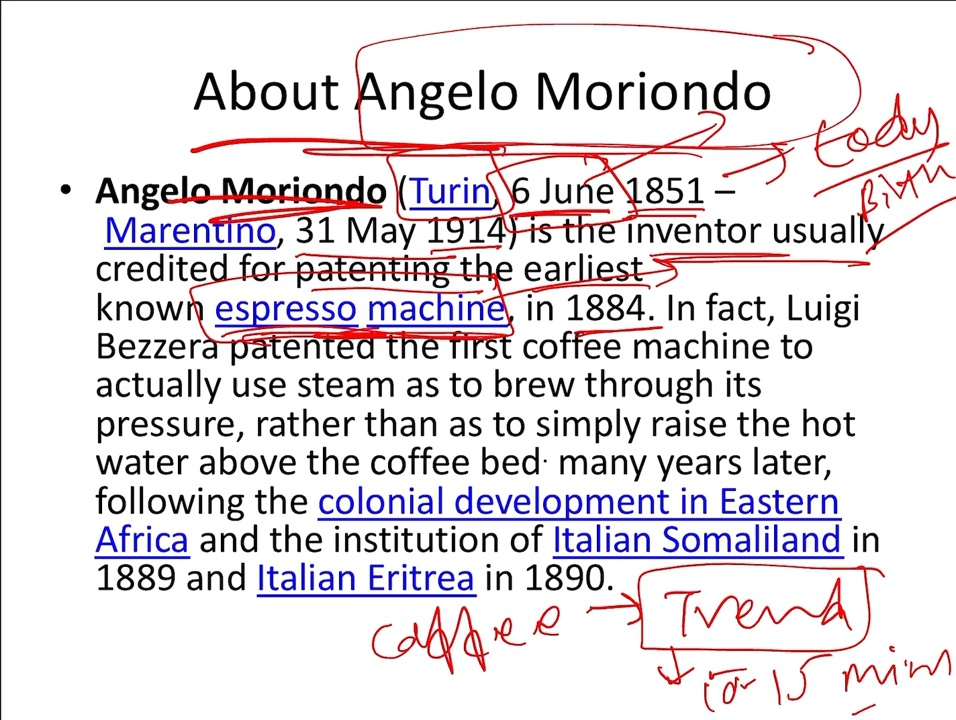 About Angelo Moriondo
today
Birth
• Angelo Moriondo (Turin, 6 June 1851 –
Marentino, 31 May 1914) is the inventor usually
credited for patenting the earliest
known espresso machine, in 1884. In fact, Luigi
Bezzera patented the first coffee machine to
actually use steam as to brew through its
pressure, rather than as to simply raise the hot
water above the coffee bed. many years later,
following the colonial development in Eastern
Africa and the institution of Italian Somaliland in
1889 and Italian Eritrea in 1890.
coffee → Trend
15 mins